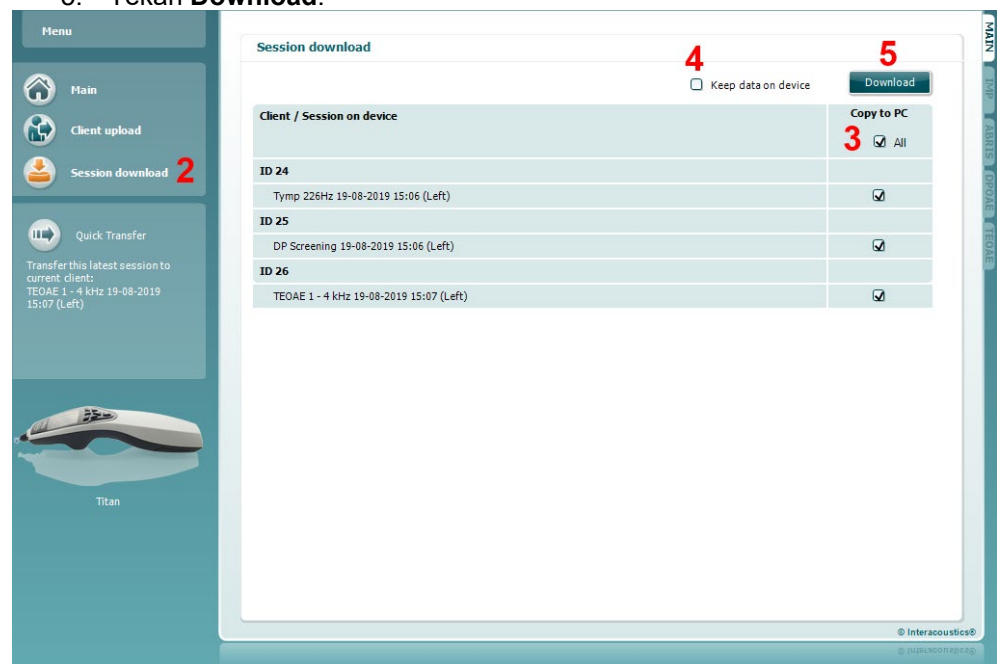 5. Tekan Download.
Menu
Main
Client upload
Session download 2
Quick Transfer
Transfer this latest session to
current client:
TEOAE 1 - 4 kHz 19-08-2019
15:07 (Left)
Titan
Session download
4
5
Keep data on device
Download
Client / Session on device
Copy to PC
3 All
ID 24
Tymp 226Hz 19-08-2019 15:06 (Left)
ID 25
DP Screening 19-08-2019 15:06 (Left)
ID 26
TEOAE 1 - 4 kHz 19-08-2019 15:07 (Left)
© Interacoustics®
MAIN
IMP
ABRIS
DPOAE
TEOAE